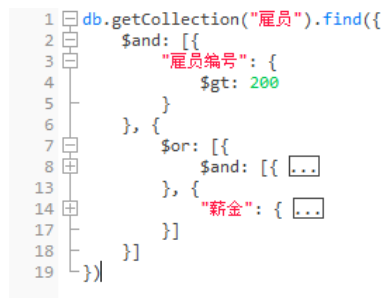 1 db.getCollection("雇员").find({
2 $and: [{
3 "雇员编号": {
4 $gt: 200
5 }
6 }, {
7 $or: [{
8 $and: [{ ...
13 }, {
14 "薪金": { ...
17 }]
18 }]
19 })